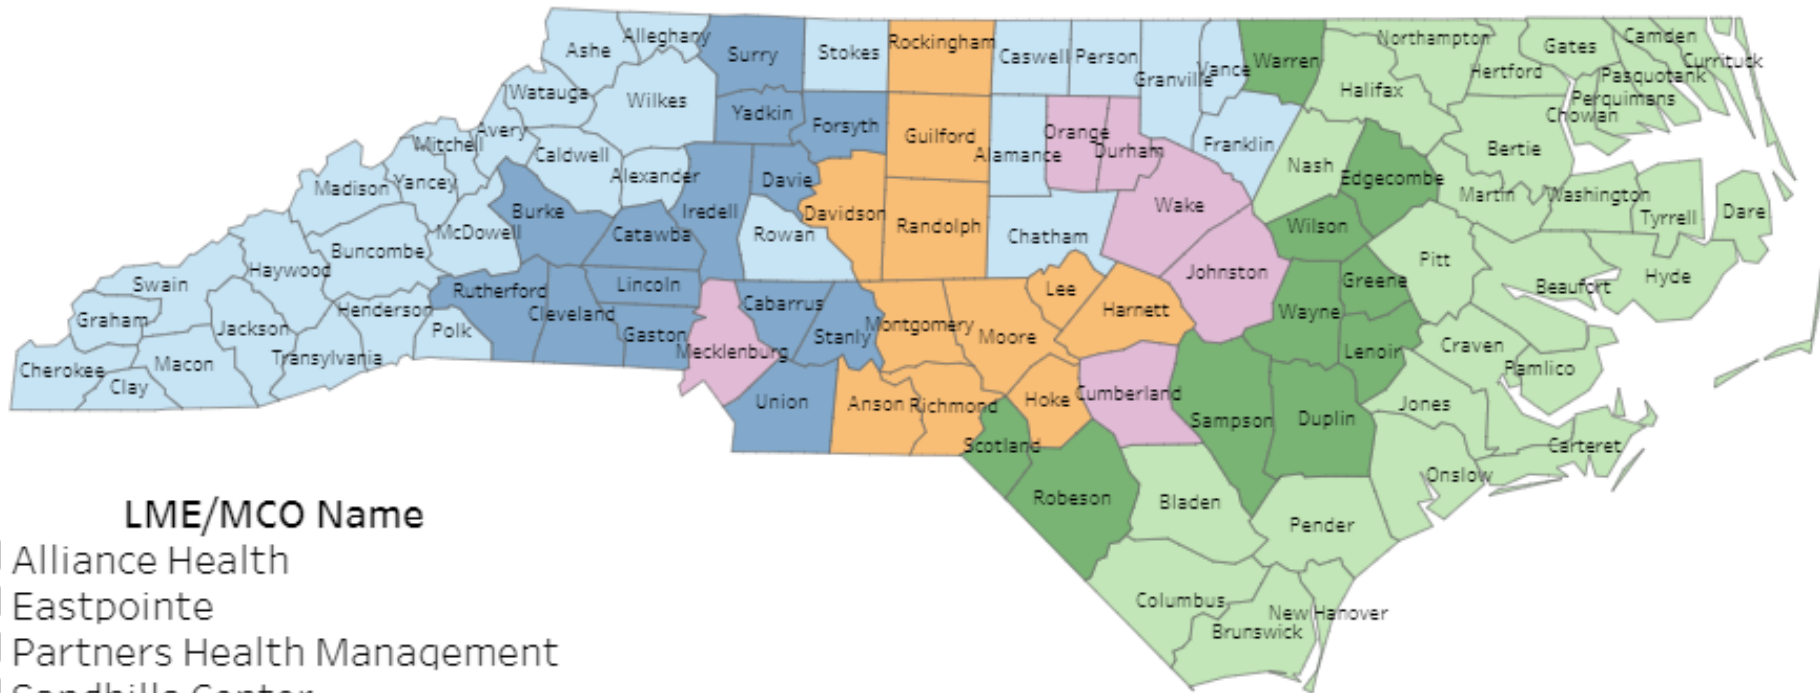 Ashe
Alleghany
Surry
Stokes
Rockingham
Caswell
Person
Granville
Vance
Warren
Northampton
Gates
Camden
Currituck
Watauga
Wilkes
Yadkin
Forsyth
Guilford
Alamance
Orange
Durham
Franklin
Halifax
Hertford
Pasquotank
Perquimans
Chowan
Mitchell
Avery
Caldwell
Alexander
Iredell
Davie
Davidson
Randolph
Chatham
Wake
Nash
Edgecombe
Bertie
Martin
Washington
Tyrrell
Dare
Madison
Yancey
McDowell
Burke
Catawba
Rowan
Buncombe
Haywood
Swain
Graham
Cherokee
Clay
Macon
Jackson
Transylvania
Henderson
Polk
Rutherford
Cleveland
Lincoln
Gaston
Mecklenburg
Cabarrus
Stanly
Union
Montgomery
Anson
Richmond
Moore
Lee
Harnett
Hoke
Scotland
Cumberland
Robeson
Johnston
Wilson
Greene
Wayne
Lenoir
Pitt
Beaufort
Hyde
Craven
Pamlico
Jones
Carteret
Onslow
Sampson
Duplin
Bladen
Pender
Columbus
Brunswick
New Hanover
LME/MCO Name
Alliance Health
Eastpointe
Partners Health Management
Sandhills Center